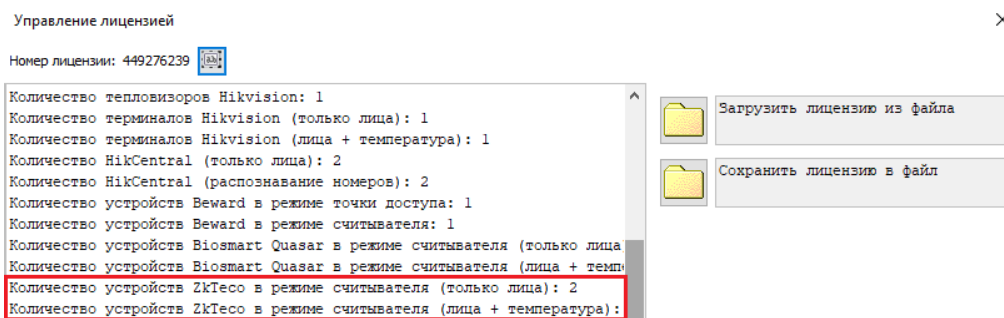 Управление лицензией
Номер лицензии: 449276239
Количество тепловизоров Hikvision: 1
Количество терминалов Hikvision (только лица): 1
Количество терминалов Hikvision (лица + температура): 1
Количество HikCentral (только лица): 2
Количество HikCentral (распознавание номеров): 2
Количество устройств Beward в режиме точки доступа: 1
Количество устройств Beward в режиме считывателя: 1
Количество устройств Biosmart Quasar в режиме считывателя (только лица
Количество устройств Biosmart Quasar в режиме считывателя (лица + темп
Количество устройств ZkTeco в режиме считывателя (только лица): 2
Количество устройств ZkTeco в режиме считывателя (лица + температура):
Загрузить лицензию из файла
Сохранить лицензию в файл